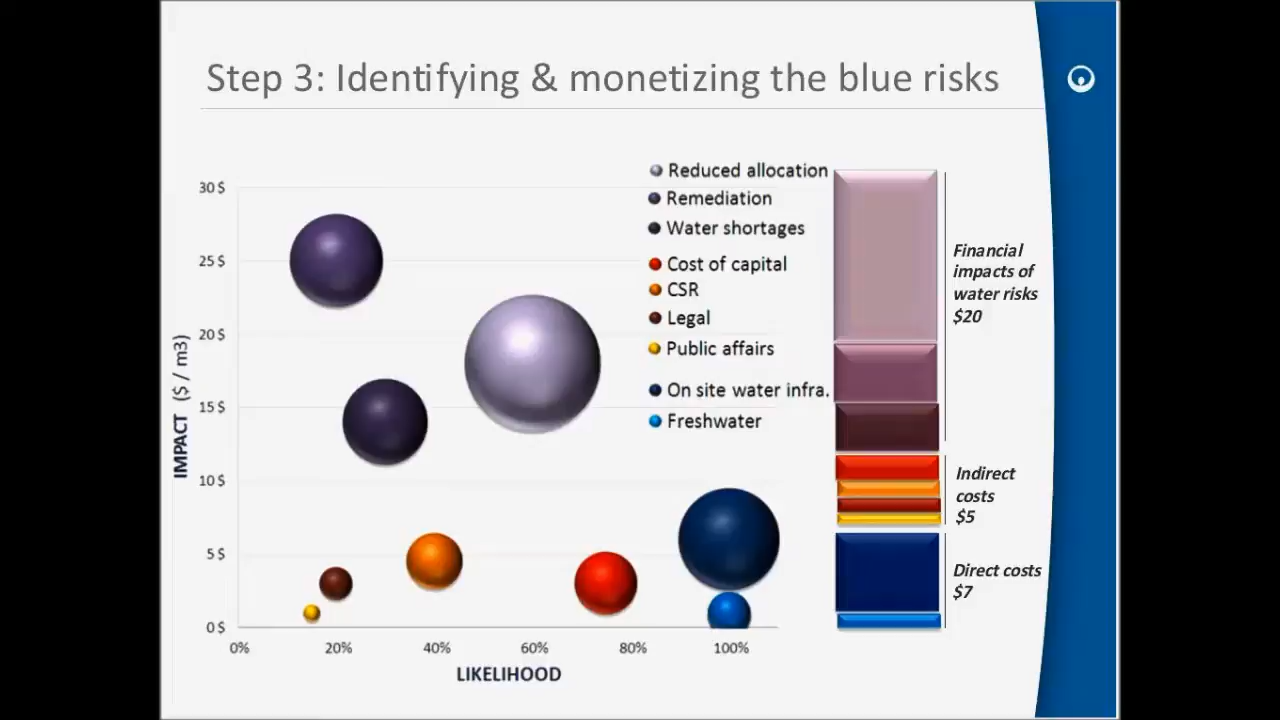 Step 3: Identifying & monetizing the blue risks
30 $
25 $
20 $
15 $
10 $
5 $
0 $
IMPACT ($ / m3)
0%
20%
40%
60%
80%
100%
LIKELIHOOD
Reduced allocation
Remediation
Water shortages
Cost of capital
CSR
Legal
Public affairs
On site water infra.
Freshwater
Financial
impacts of
water risks
$20
Indirect
costs
$5
Direct costs
$7